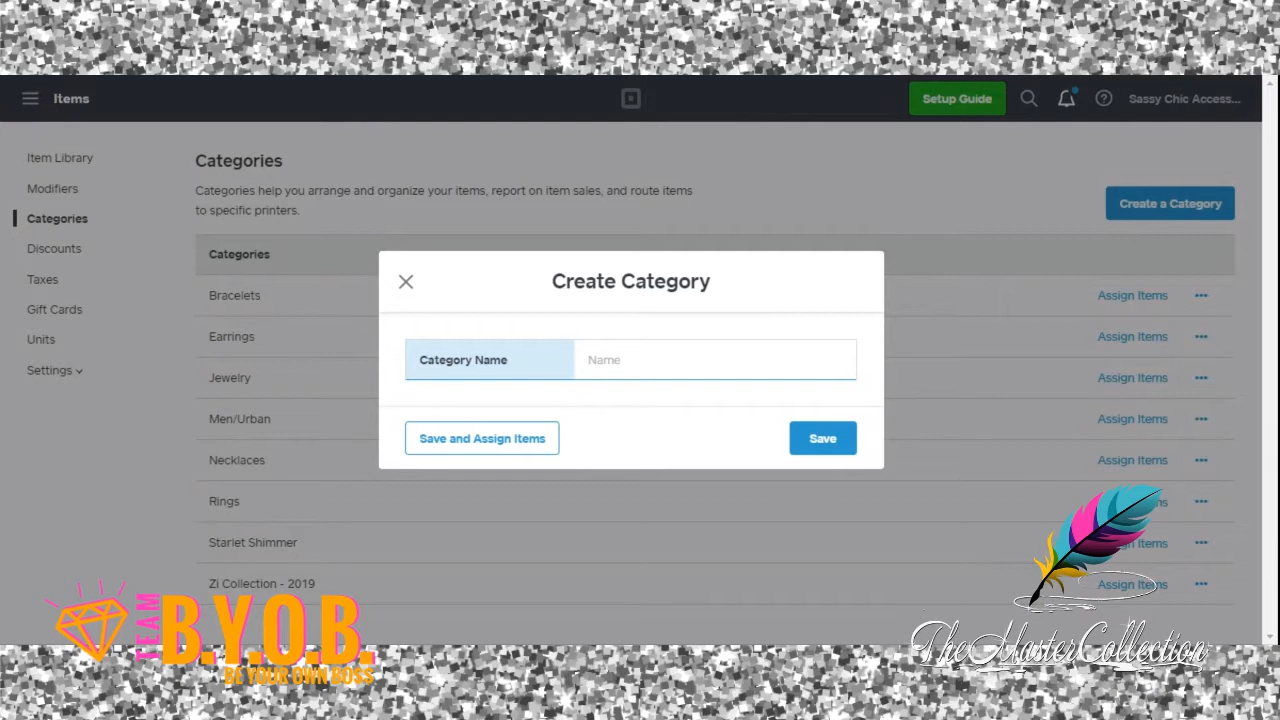 Items
Setup Guide
Sassy Chic Access...
Item Library
Modifiers
Categories
Discounts
Taxes
Gift Cards
Units
Settings
Categories
Categories help you arrange and organize your items, report on item sales, and route items
to specific printers.
Create a Category
Categories
Bracelets Assign Items
Earrings Assign Items
Jewelry Assign Items
Men/Urban Assign Items
Necklaces Assign Items
Rings
Starlet Shimmer Items
Zi Collection - 2019 Assign Items
Create Category
Category Name Name
Save and Assign Items Save
TEAM B.Y.O.B.
BE YOUR OWN BOSS
TheMasterCollection